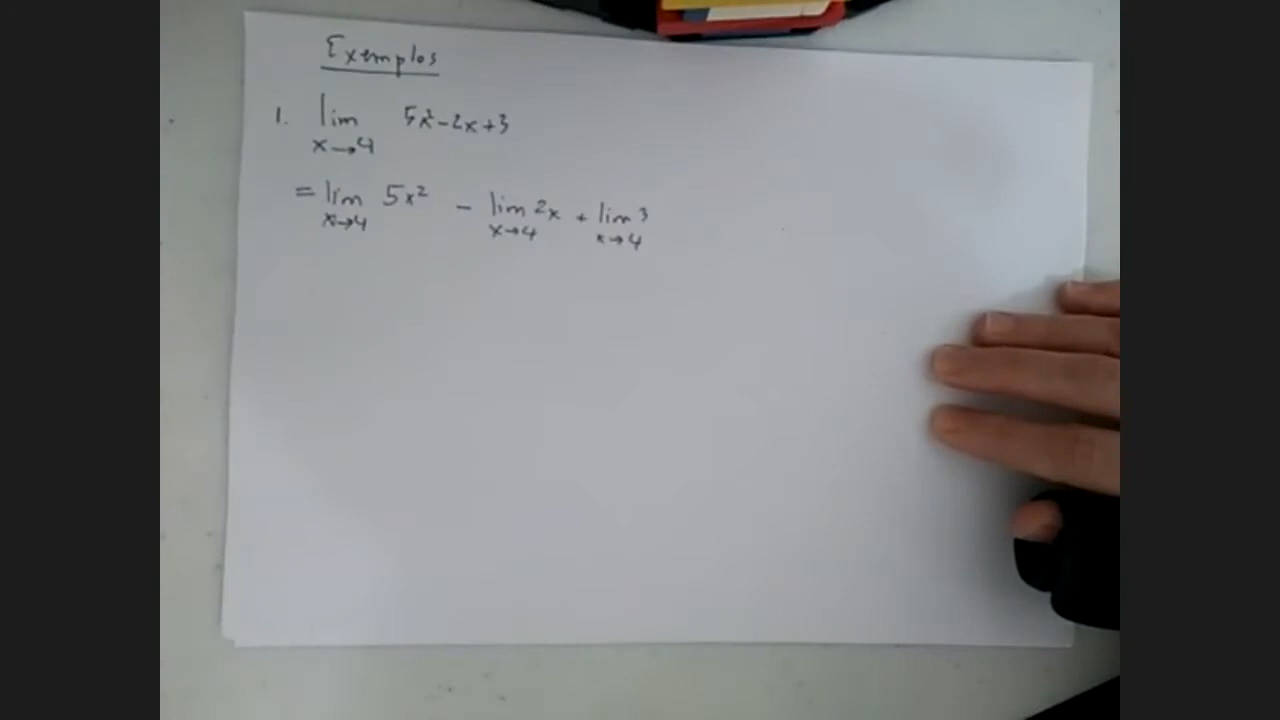 Exemplos
1. lim 5x²-2x+3
x→4
= lim 5x² - lim 2x + lim 3
x→4 x→4 x→4